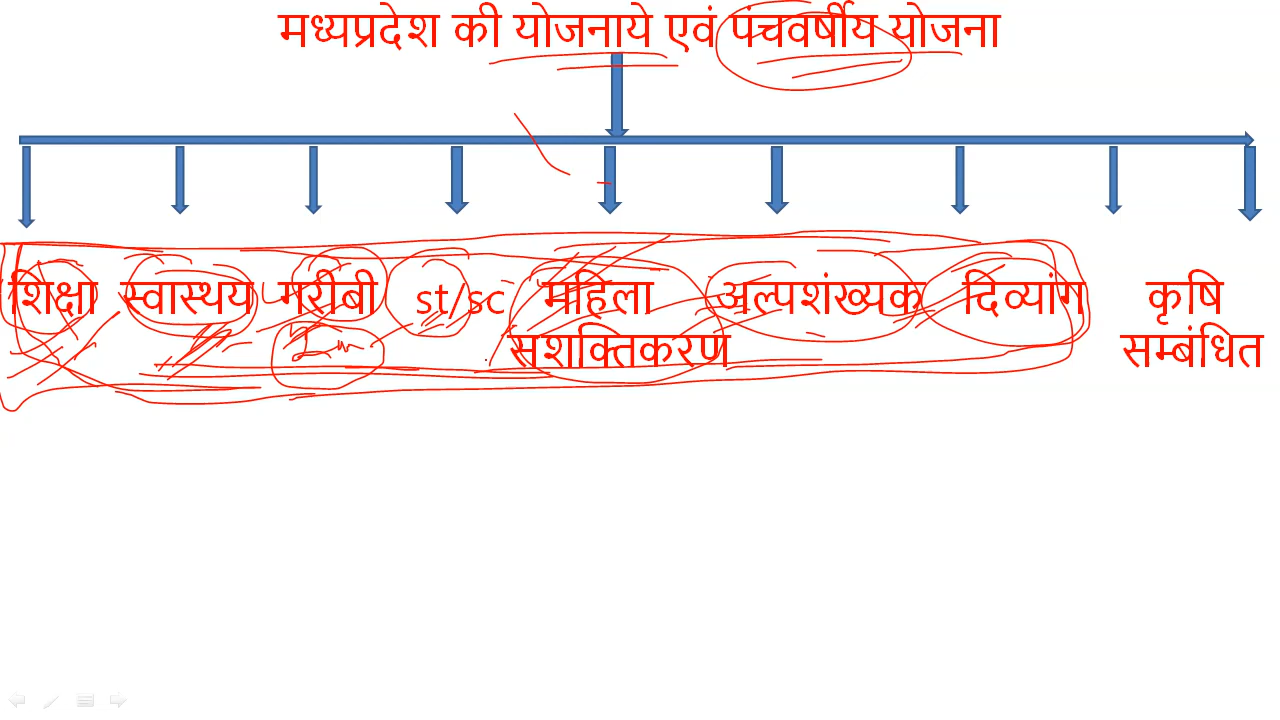 मध्यप्रदेश की योजनाये एवं पंचवर्षीय योजना
शिक्षा स्वास्थय गरीबी st/sc महिला अल्पशंख्यक दिव्यांग कृषि
सशक्तिकरण सम्बंधित